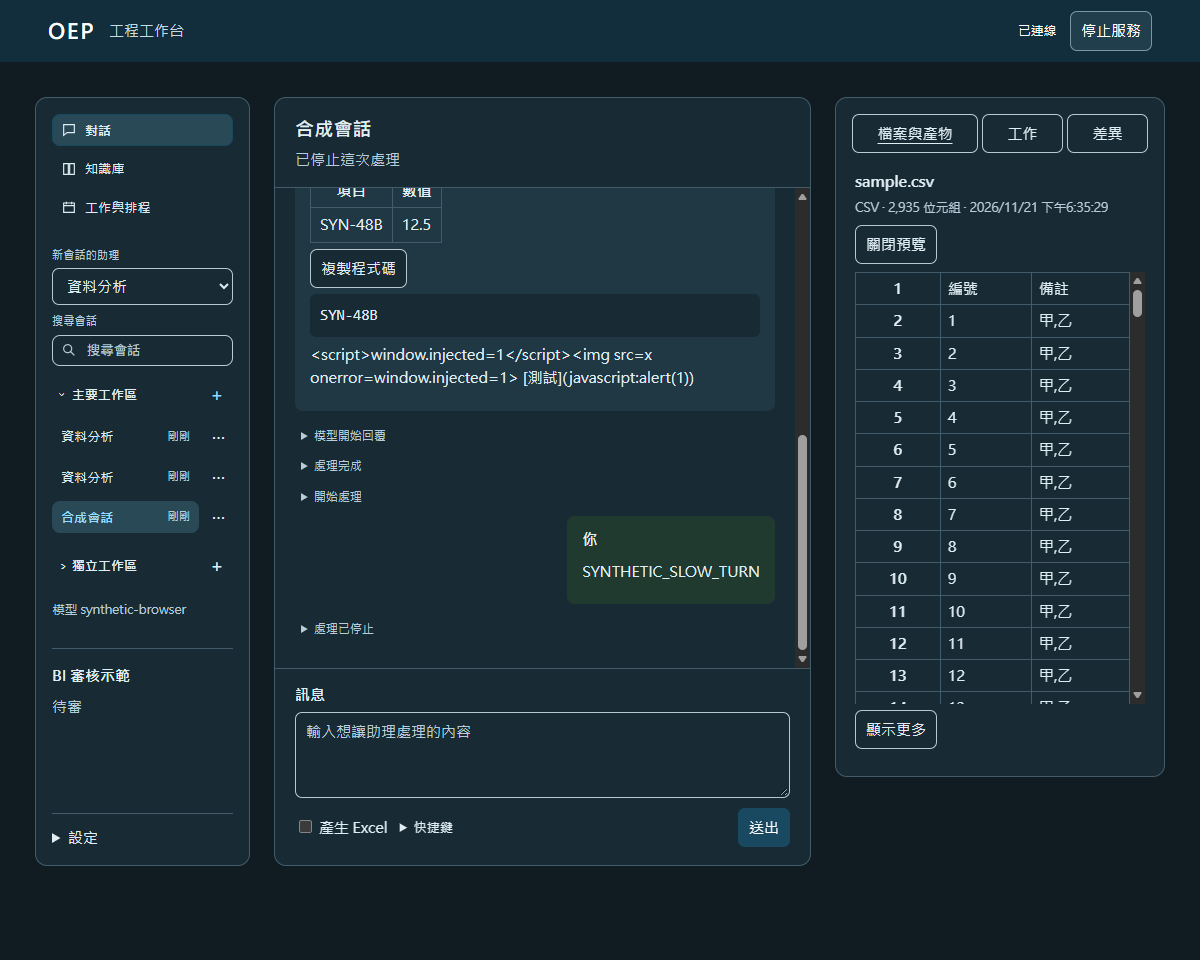 OEP 工程工作台
已連線 停止服務
對話
知識庫
工作與排程
新會話的助理
資料分析
搜尋會話
搜尋會話
主要工作區 +
資料分析 剛剛 ...
資料分析 剛剛 ...
合成會話 剛剛 ...
獨立工作區 +
模型 synthetic-browser
BI 審核示範
待審
設定
合成會話
已停止這次處理
項目 數值
SYN-48B 12.5
複製程式碼
SYN-48B
<script>window.injected=1</script><img src=x
onerror=window.injected=1> [測試](javascript:alert(1))
模型開始回覆
處理完成
開始處理
你
SYNTHETIC_SLOW_TURN
處理已停止
訊息
輸入想讓助理處理的內容
產生 Excel 快捷鍵
送出
檔案與產物 工作 差異
sample.csv
CSV · 2,935 位元組 · 2026/11/21 下午6:35:29
關閉預覽
1 編號 備註
2 1 甲,乙
3 2 甲,乙
4 3 甲,乙
5 4 甲,乙
6 5 甲,乙
7 6 甲,乙
8 7 甲,乙
9 8 甲,乙
10 9 甲,乙
11 10 甲,乙
12 11 甲,乙
13 12 甲,乙
顯示更多